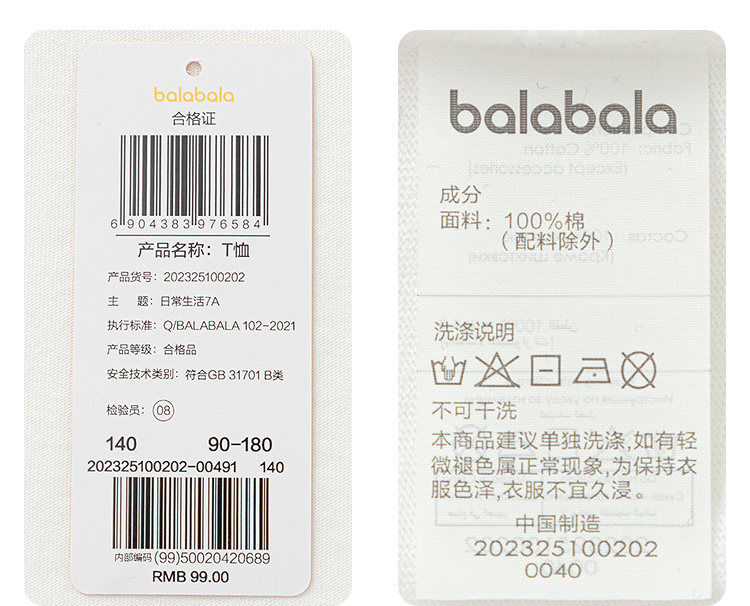 balabala
合格证
6 904383 976584
产品名称：T恤
产品货号：202325100202
主　题：日常生活7A
执行标准：Q/BALABALA 102-2021
产品等级：合格品
安全技术类别：符合GB 31701 B类
检验员：08
140 90-180
202325100202-00491 140
内部编码 (99)50020420689
RMB 99.00
balabala
Fabric: 100% Cotton
(Except accessories)
成分
面料：100%棉
（配料除外）
洗涤说明
不可干洗
本商品建议单独洗涤,如有轻
微褪色属正常现象,为保持衣
服色泽,衣服不宜久浸。
中国制造
202325100202
0040